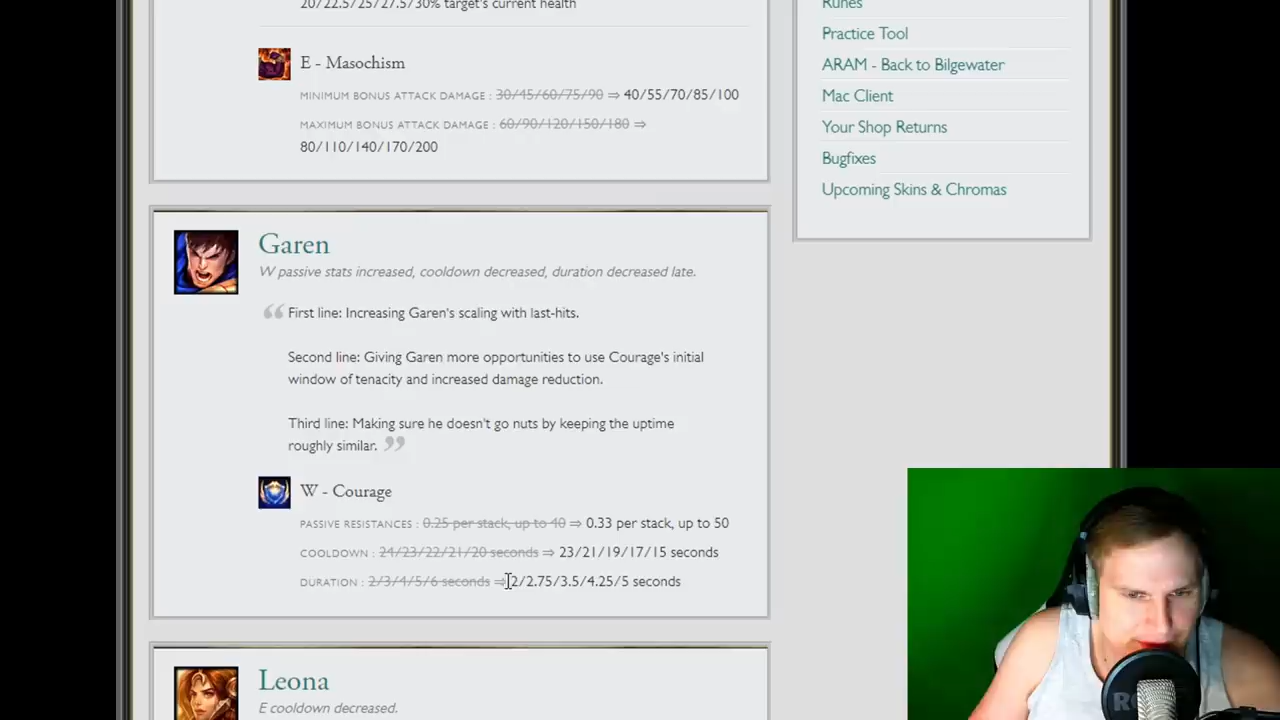 20/22.5/25/27.5/30% target's current health
E - Masochism
MINIMUM BONUS ATTACK DAMAGE : 30/45/60/75/90 ⇒ 40/55/70/85/100
MAXIMUM BONUS ATTACK DAMAGE : 60/90/120/150/180 ⇒
80/110/140/170/200
Garen
W passive stats increased, cooldown decreased, duration decreased late.
First line: Increasing Garen's scaling with last-hits.
Second line: Giving Garen more opportunities to use Courage's initial
window of tenacity and increased damage reduction.
Third line: Making sure he doesn't go nuts by keeping the uptime
roughly similar.
W - Courage
PASSIVE RESISTANCES : 0.25 per stack, up to 40 ⇒ 0.33 per stack, up to 50
COOLDOWN : 24/23/22/21/20 seconds ⇒ 23/21/19/17/15 seconds
DURATION : 2/3/4/5/6 seconds ⇒ 2/2.75/3.5/4.25/5 seconds
Leona
E cooldown decreased.
Runes
Practice Tool
ARAM - Back to Bilgewater
Mac Client
Your Shop Returns
Bugfixes
Upcoming Skins & Chromas